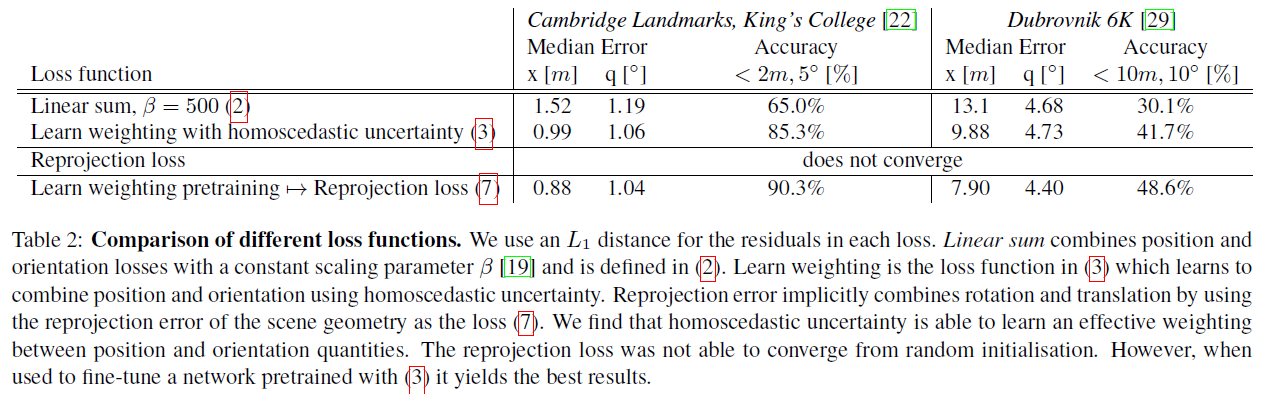 Cambridge Landmarks, King's College [22] Dubrovnik 6K [29]
Median Error Accuracy Median Error Accuracy
Loss function x [m] q [°] < 2m, 5° [%] x [m] q [°] < 10m, 10° [%]
Linear sum, β = 500 (2) 1.52 1.19 65.0% 13.1 4.68 30.1%
Learn weighting with homoscedastic uncertainty (3) 0.99 1.06 85.3% 9.88 4.73 41.7%
Reprojection loss does not converge
Learn weighting pretraining ↦ Reprojection loss (7) 0.88 1.04 90.3% 7.90 4.40 48.6%
Table 2: Comparison of different loss functions. We use an L₁ distance for the residuals in each loss. Linear sum combines position and
orientation losses with a constant scaling parameter β [19] and is defined in (2). Learn weighting is the loss function in (3) which learns to
combine position and orientation using homoscedastic uncertainty. Reprojection error implicitly combines rotation and translation by using
the reprojection error of the scene geometry as the loss (7). We find that homoscedastic uncertainty is able to learn an effective weighting
between position and orientation quantities. The reprojection loss was not able to converge from random initialisation. However, when
used to fine-tune a network pretrained with (3) it yields the best results.